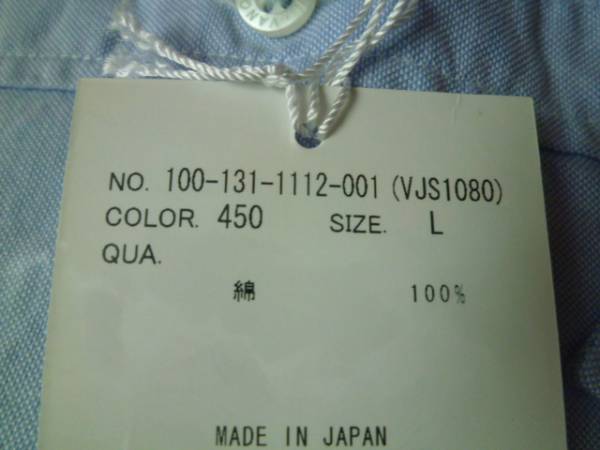 NO. 100-131-1112-001 (VJS1080)
COLOR. 450 SIZE. L
QUA.
綿 100%
MADE IN JAPAN